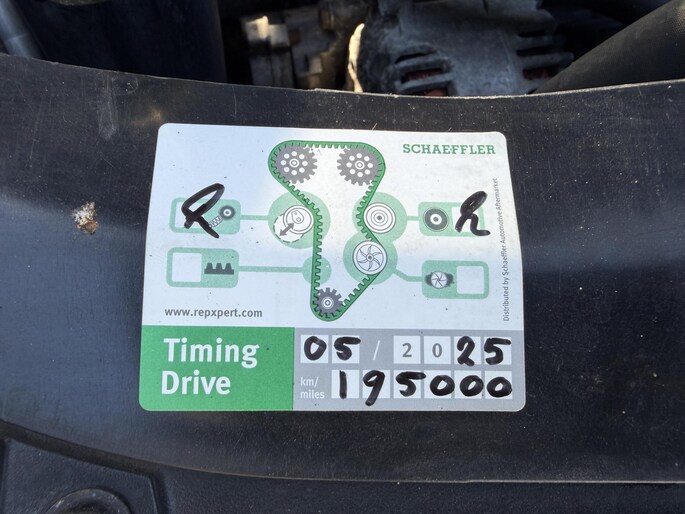 SCHAEFFLER
R
R
Distributed by Schaeffler Automotive Aftermarket
www.repxpert.com
Timing
Drive
05 / 2025
km/
miles
195000